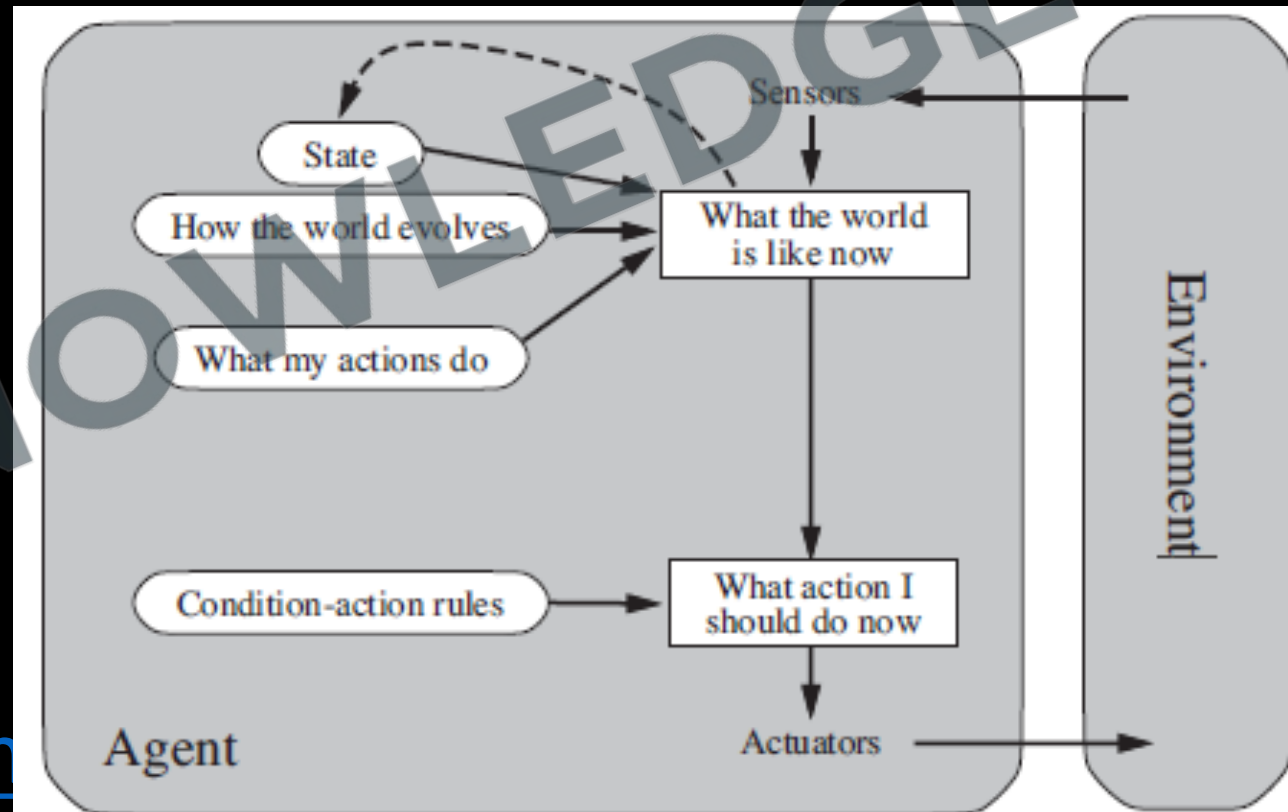 Sensors
State
How the world evolves
What the world
is like now
What my actions do
Environment
Condition-action rules
What action I
should do now
Agent
Actuators